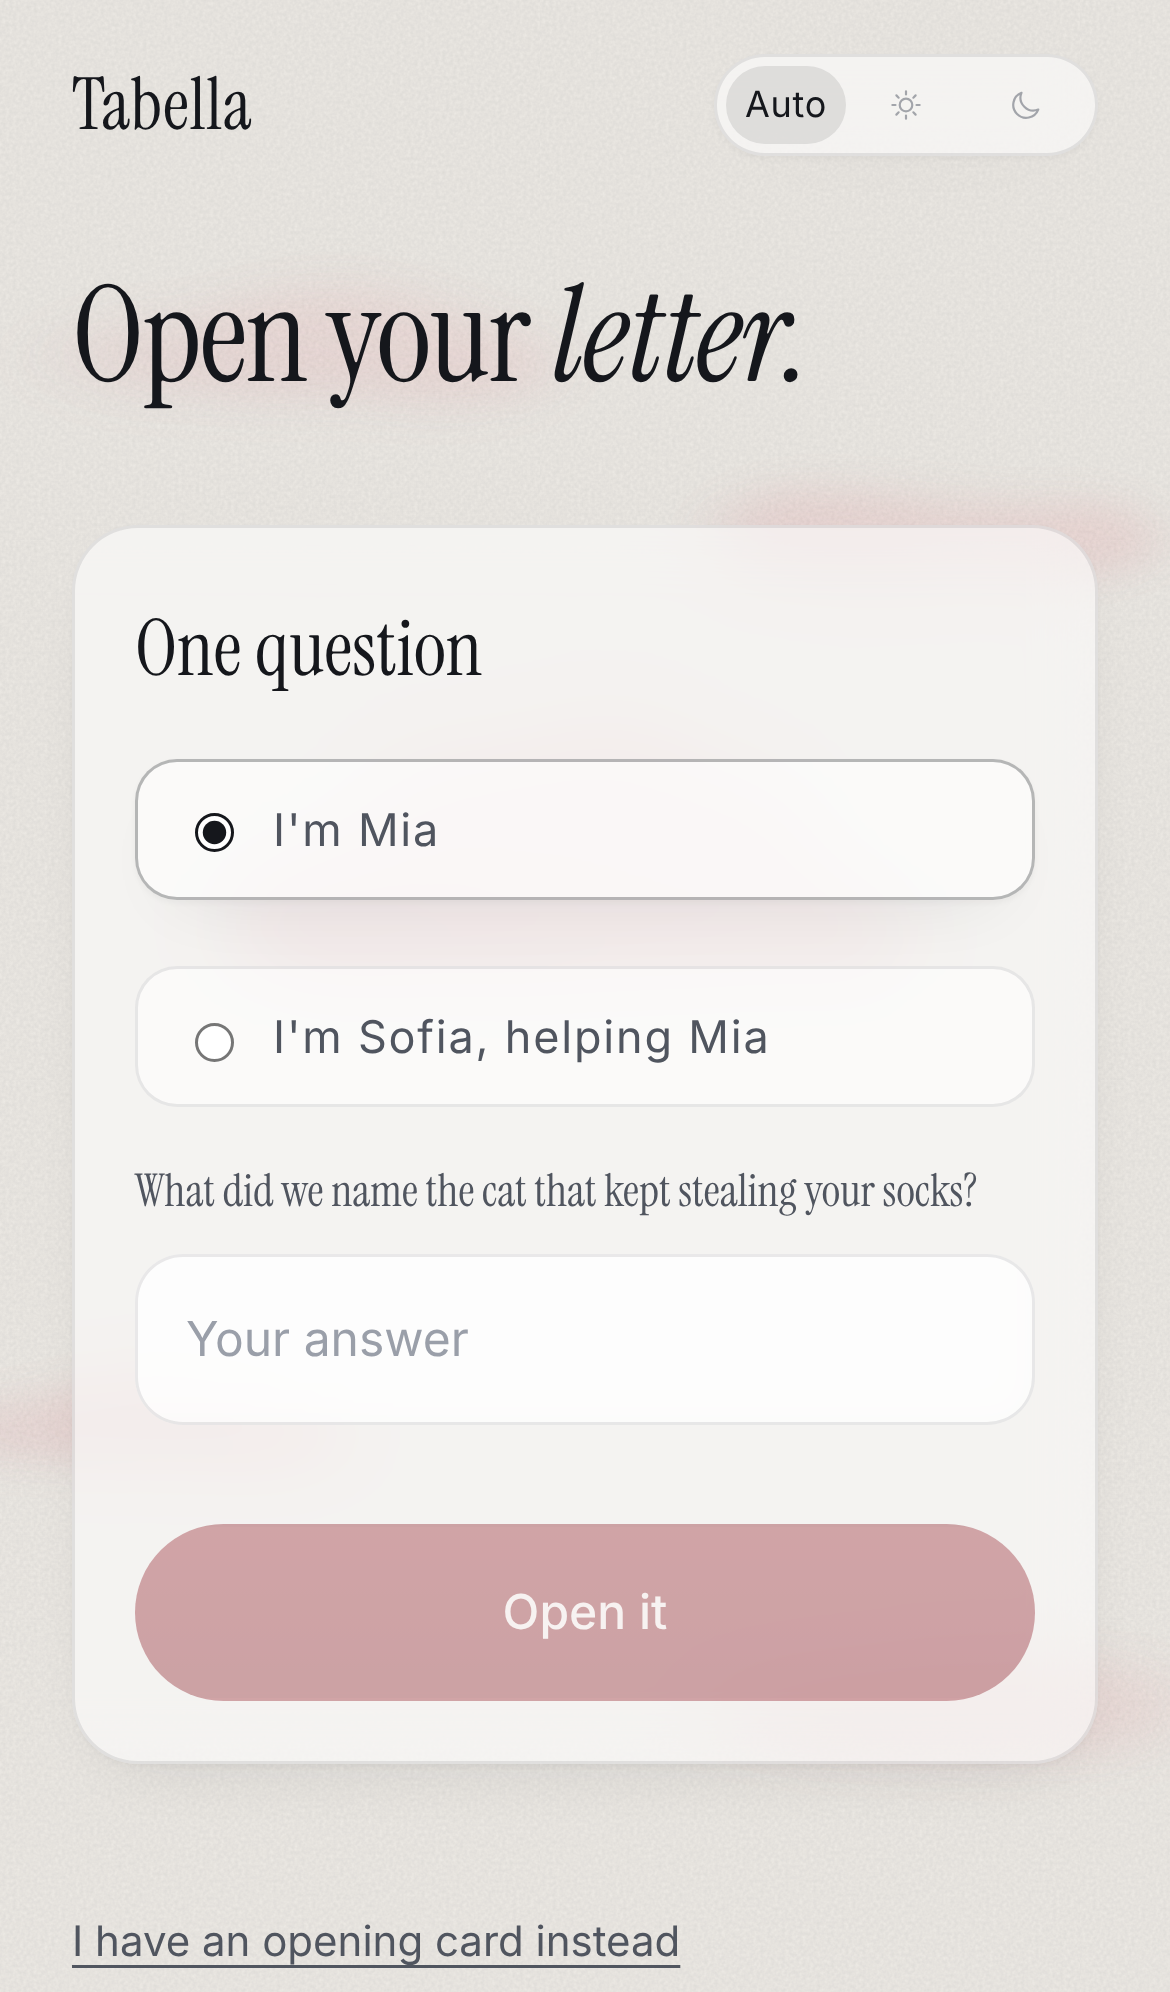 Tabella
Auto
Open your letter.
One question
I'm Mia
I'm Sofia, helping Mia
What did we name the cat that kept stealing your socks?
Your answer
Open it
I have an opening card instead